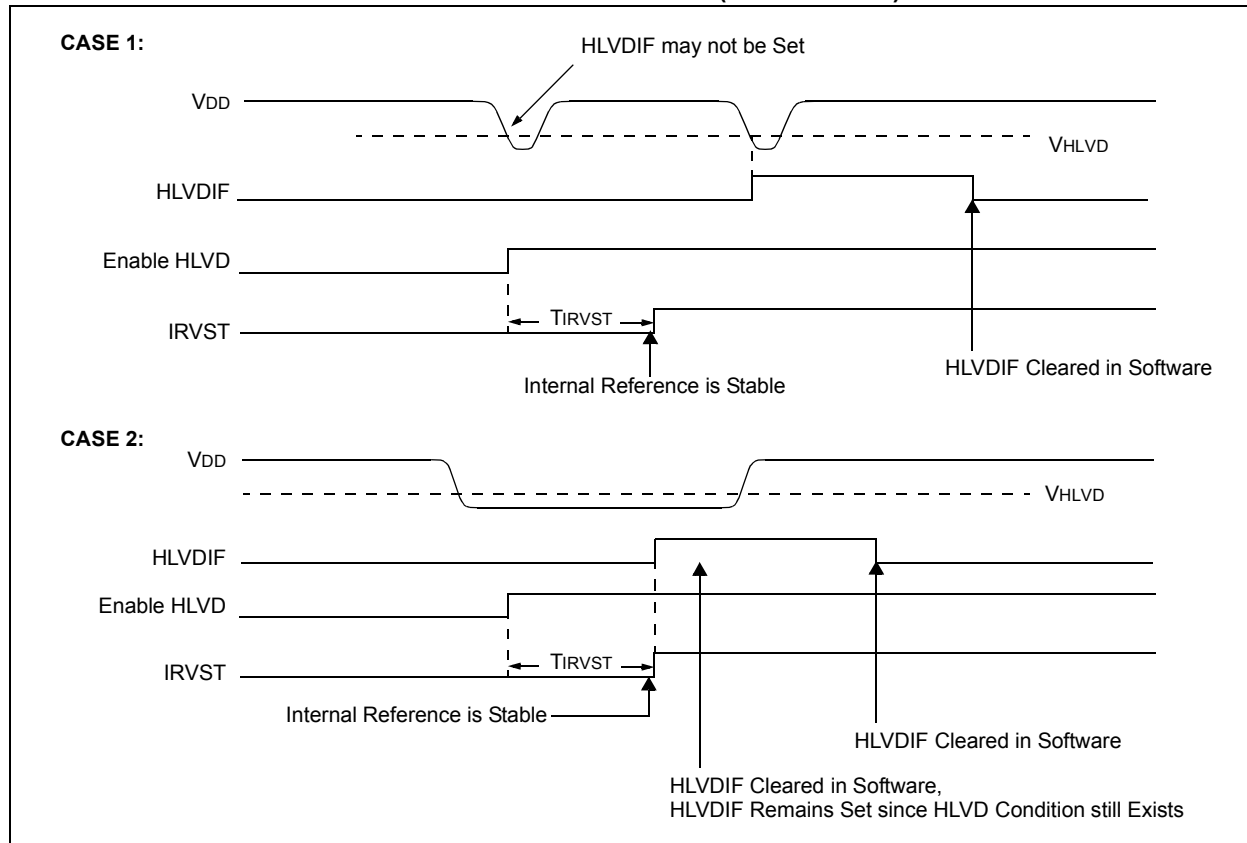 CASE 1:
HLVDIF may not be Set
VDD
VHLVD
HLVDIF
Enable HLVD
TIRVST
IRVST
HLVDIF Cleared in Software
Internal Reference is Stable
CASE 2:
VDD
VHLVD
HLVDIF
Enable HLVD
TIRVST
IRVST
Internal Reference is Stable
HLVDIF Cleared in Software
HLVDIF Cleared in Software,
HLVDIF Remains Set since HLVD Condition still Exists